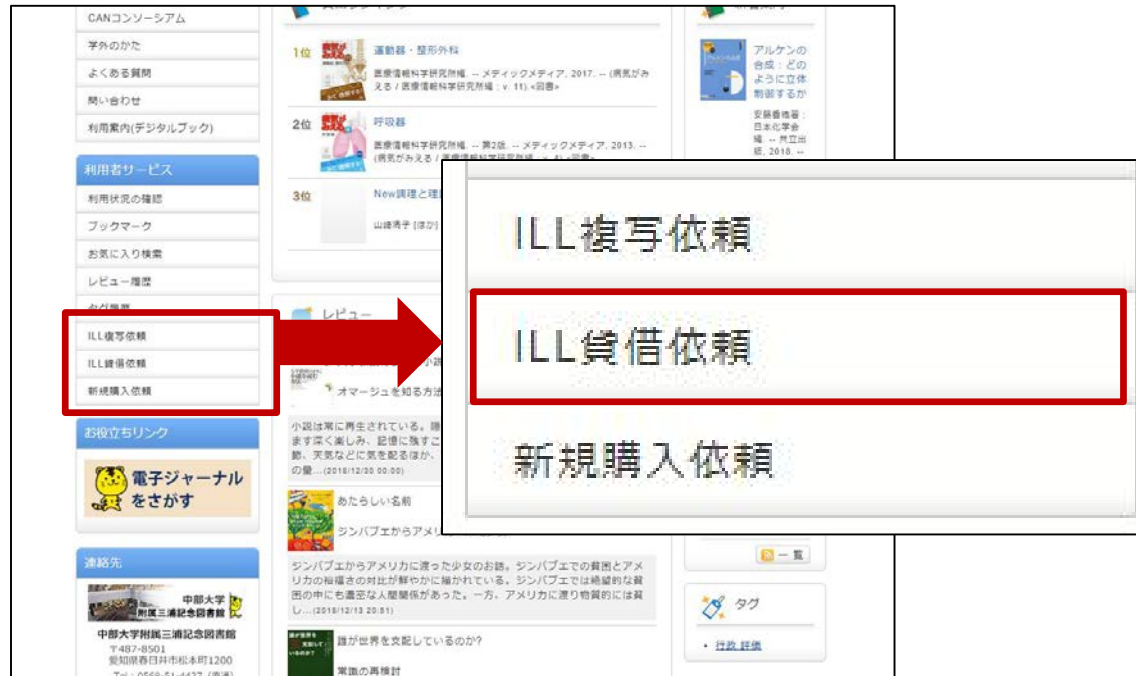 CANコンソーシアム
学外のかた
よくある質問
問い合わせ
利用案内(デジタルブック)
利用者サービス
利用状況の確認
ブックマーク
お気に入り検索
レビュー履歴
ILL複写依頼
ILL貸借依頼
新規購入依頼
お役立ちリンク
電子ジャーナル
をさがす
連絡先
中部大学
附属三浦記念図書館
中部大学附属三浦記念図書館
〒487-8501
愛知県春日井市松本町1200
1位
運動器・整形外科
医療情報科学研究所編. -- メディックメディア, 2017. -- (病気がみ
える / 医療情報科学研究所編 ; v. 11).<図書>
2位
呼吸器
医療情報科学研究所編. -- 第2版. -- メディックメディア, 2013. --
3位
New調理と理
山崎清子 [ほか]
レビュー
オマージュを知る方法
小説は常に再生されている。
ます深く楽しみ、記憶に残すこ
節、天気などに気を配るほか、
の量...(2018/12/30 00:00)
あたらしい名前
ジンバブエからアメリ
ジンバブエからアメリカに渡った少女のお話。ジンバブエでの貧困とアメ
リカの裕福さの対比が鮮やかに描かれている。ジンバブエでは絶望的な貧
困の中にも濃密な人間関係があった。一方、アメリカに渡り物質的には貧
し...(2018/12/13 20:51)
誰が世界を支配しているのか?
常識の再検討
アルケンの
合成：どの
ように立体
制御するか
安藤香織著 ;
日本化学会
編. -- 共立出
版, 2018. --
一覧
タグ
行政 評価
ILL複写依頼
ILL貸借依頼
新規購入依頼